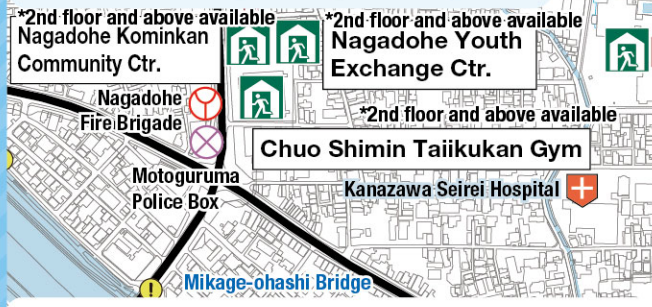 *2nd floor and above available
Nagadohe Kominkan
Community Ctr.
*2nd floor and above available
Nagadohe Youth
Exchange Ctr.
Nagadohe
Fire Brigade
*2nd floor and above available
Chuo Shimin Taiikukan Gym
Motoguruma
Police Box
Kanazawa Seirei Hospital
Mikage-ohashi Bridge
!